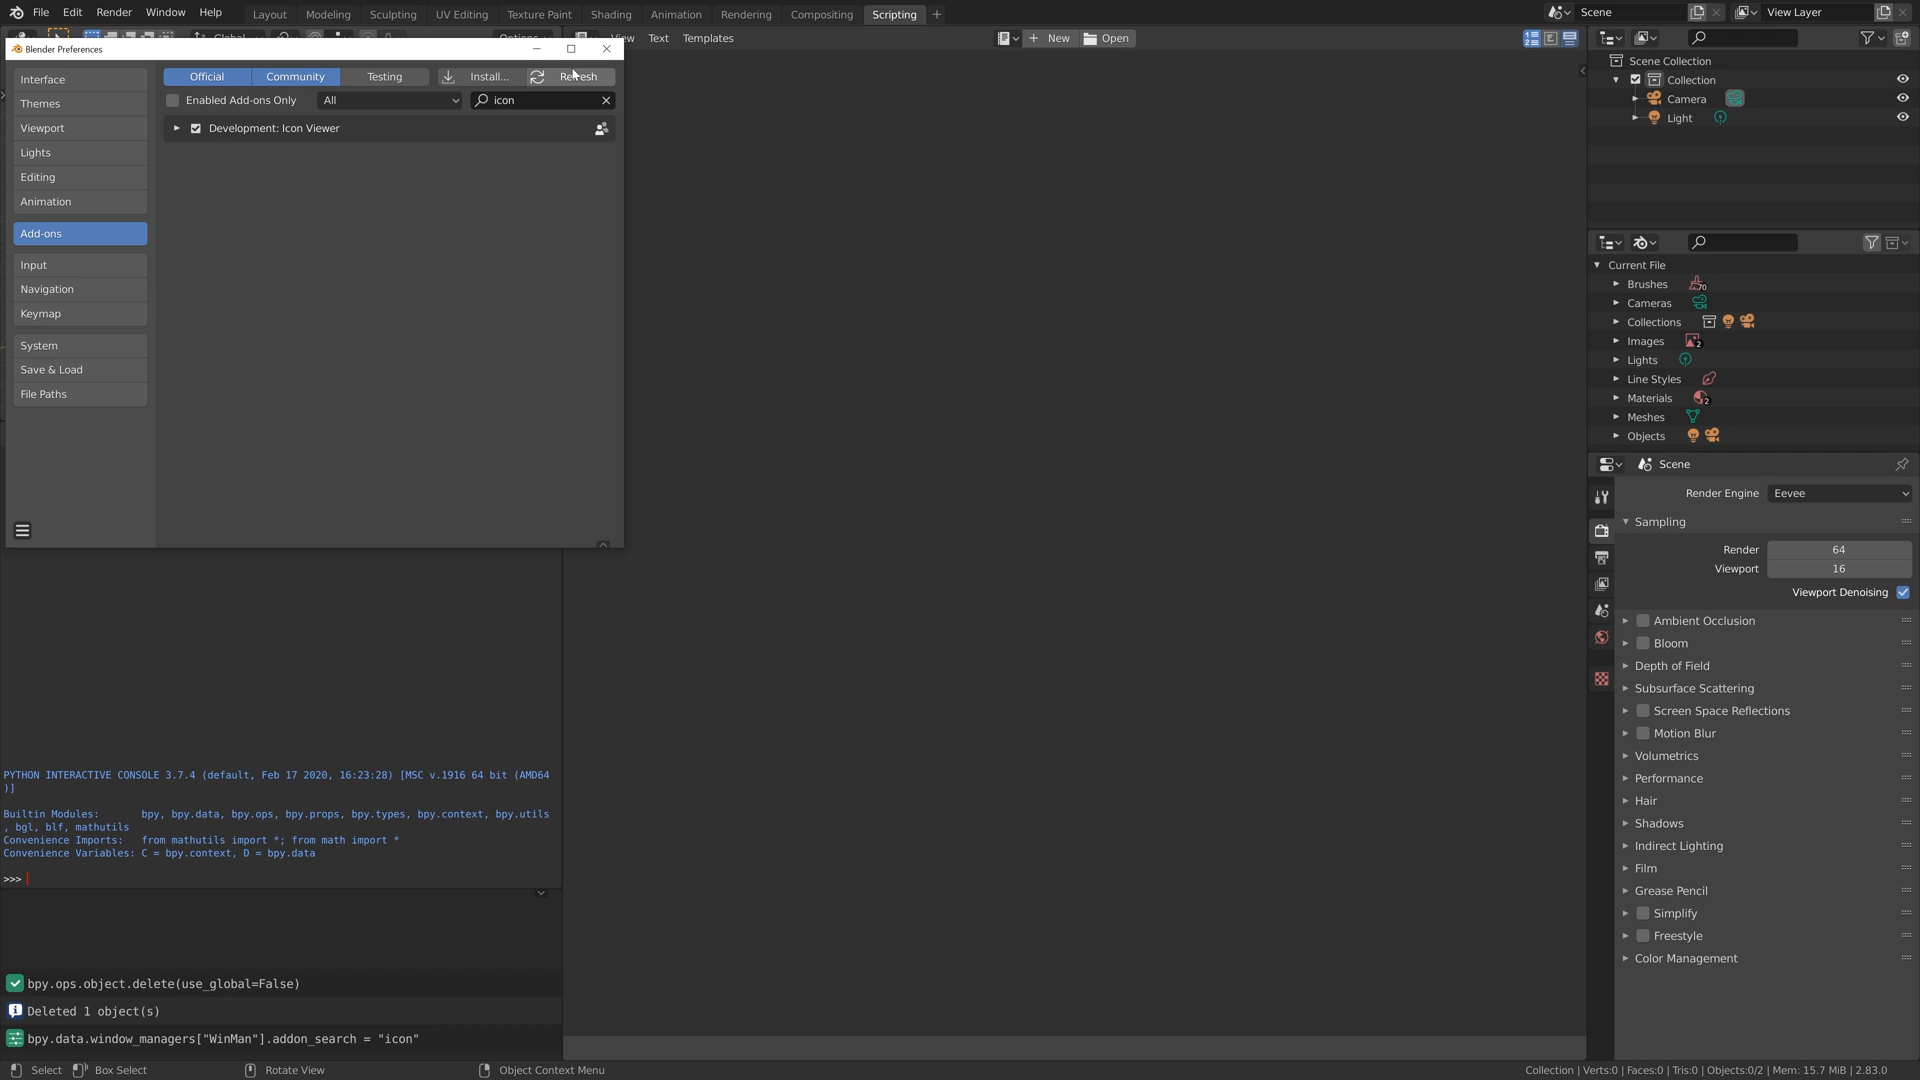 File Edit Render Window Help Layout Modeling Sculpting UV Editing Texture Paint Shading Animation Rendering Compositing Scripting + Scene View Layer
View Text Templates New Open
Blender Preferences
Interface
Themes
Viewport
Lights
Editing
Animation
Add-ons
Input
Navigation
Keymap
System
Save & Load
File Paths
Official Community Testing Install... Refresh
Enabled Add-ons Only All icon
Development: Icon Viewer
PYTHON INTERACTIVE CONSOLE 3.7.4 (default, Feb 17 2020, 16:23:28) [MSC v.1916 64 bit (AMD64
)]
Builtin Modules: bpy, bpy.data, bpy.ops, bpy.props, bpy.types, bpy.context, bpy.utils
, bgl, blf, mathutils
Convenience Imports: from mathutils import *; from math import *
Convenience Variables: C = bpy.context, D = bpy.data
>>>
bpy.ops.object.delete(use_global=False)
Deleted 1 object(s)
bpy.data.window_managers["WinMan"].addon_search = "icon"
Scene Collection
Collection
Camera
Light
Current File
Brushes 70
Cameras
Collections
Images 2
Lights
Line Styles
Materials 2
Meshes
Objects
Scene
Render Engine Eevee
Sampling
Render 64
Viewport 16
Viewport Denoising
Ambient Occlusion
Bloom
Depth of Field
Subsurface Scattering
Screen Space Reflections
Motion Blur
Volumetrics
Performance
Hair
Shadows
Indirect Lighting
Film
Grease Pencil
Simplify
Freestyle
Color Management
Select Box Select Rotate View Object Context Menu Collection | Verts:0 | Faces:0 | Tris:0 | Objects:0/2 | Mem: 15.7 MiB | 2.83.0